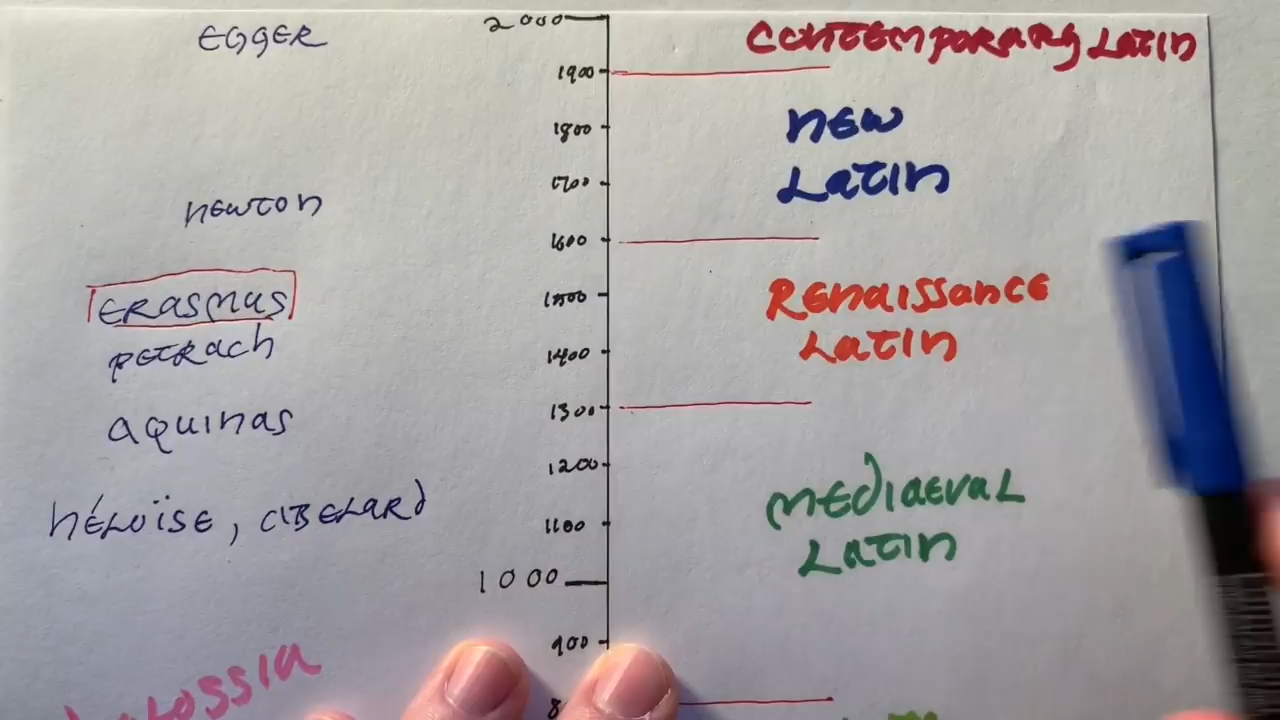 EGGER
2000
CONTEMPORARY LATIN
1900
1800
NEW
LATIN
1700
NEWTON
1600
ERASMUS
1500
RENAISSANCE
LATIN
PETRACH
1400
1300
AQUINAS
1200
MEDIAEVAL
LATIN
HÉLOÏSE, ABELARD
1100
1000
900
8